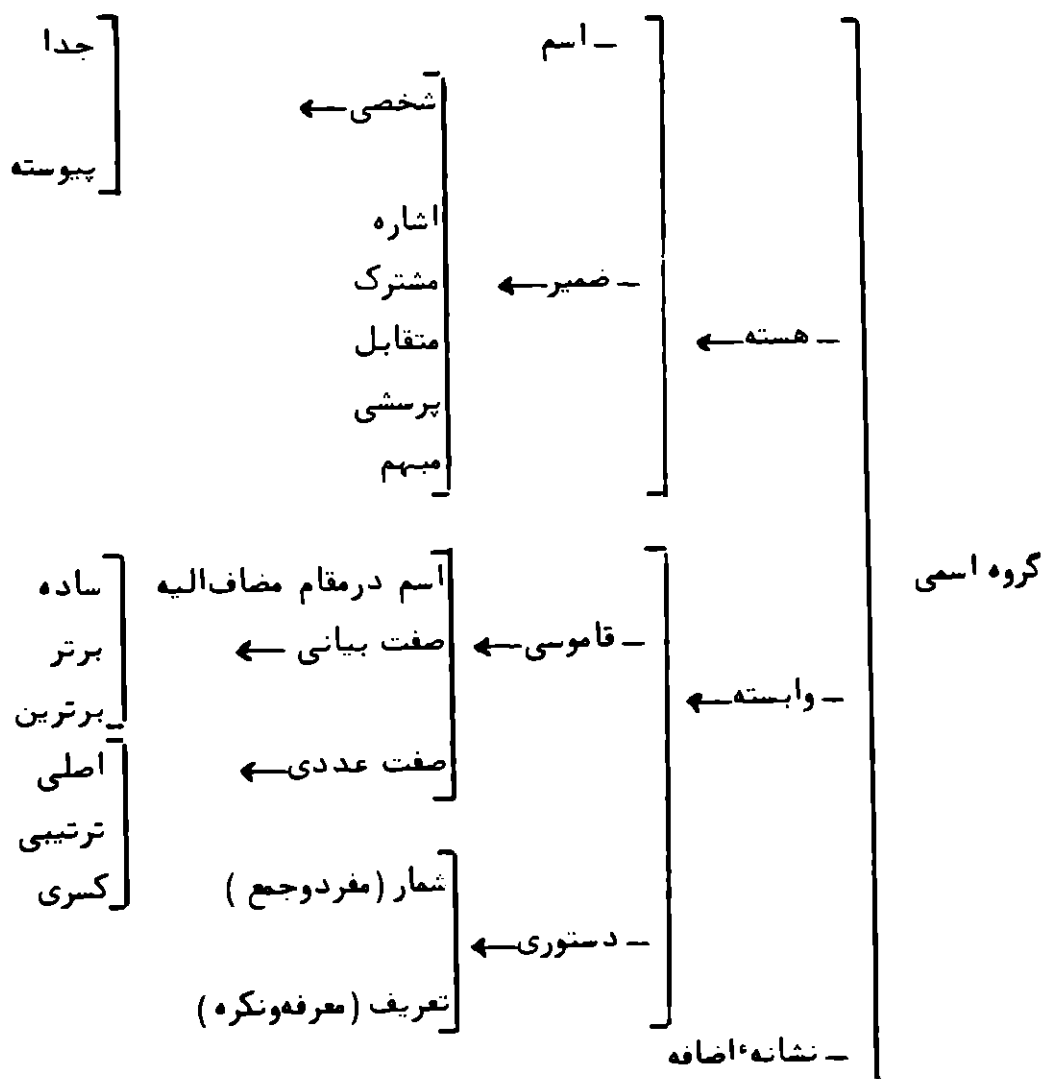 گروه اسمی
ـ هسته
ـ اسم
ـ ضمیر
شخصی
جدا
پیوسته
اشاره
مشترک
متقابل
پرسشی
مبهم
ـ وابسته
ـ قاموسی
اسم درمقام مضاف‌الیه
صفت بیانی
ساده
برتر
برترین
صفت عددی
اصلی
ترتیبی
کسری
ـ دستوری
شمار (مفردوجمع )
تعریف (معرفه‌ونکره )
ـ نشانهٔ اضافه